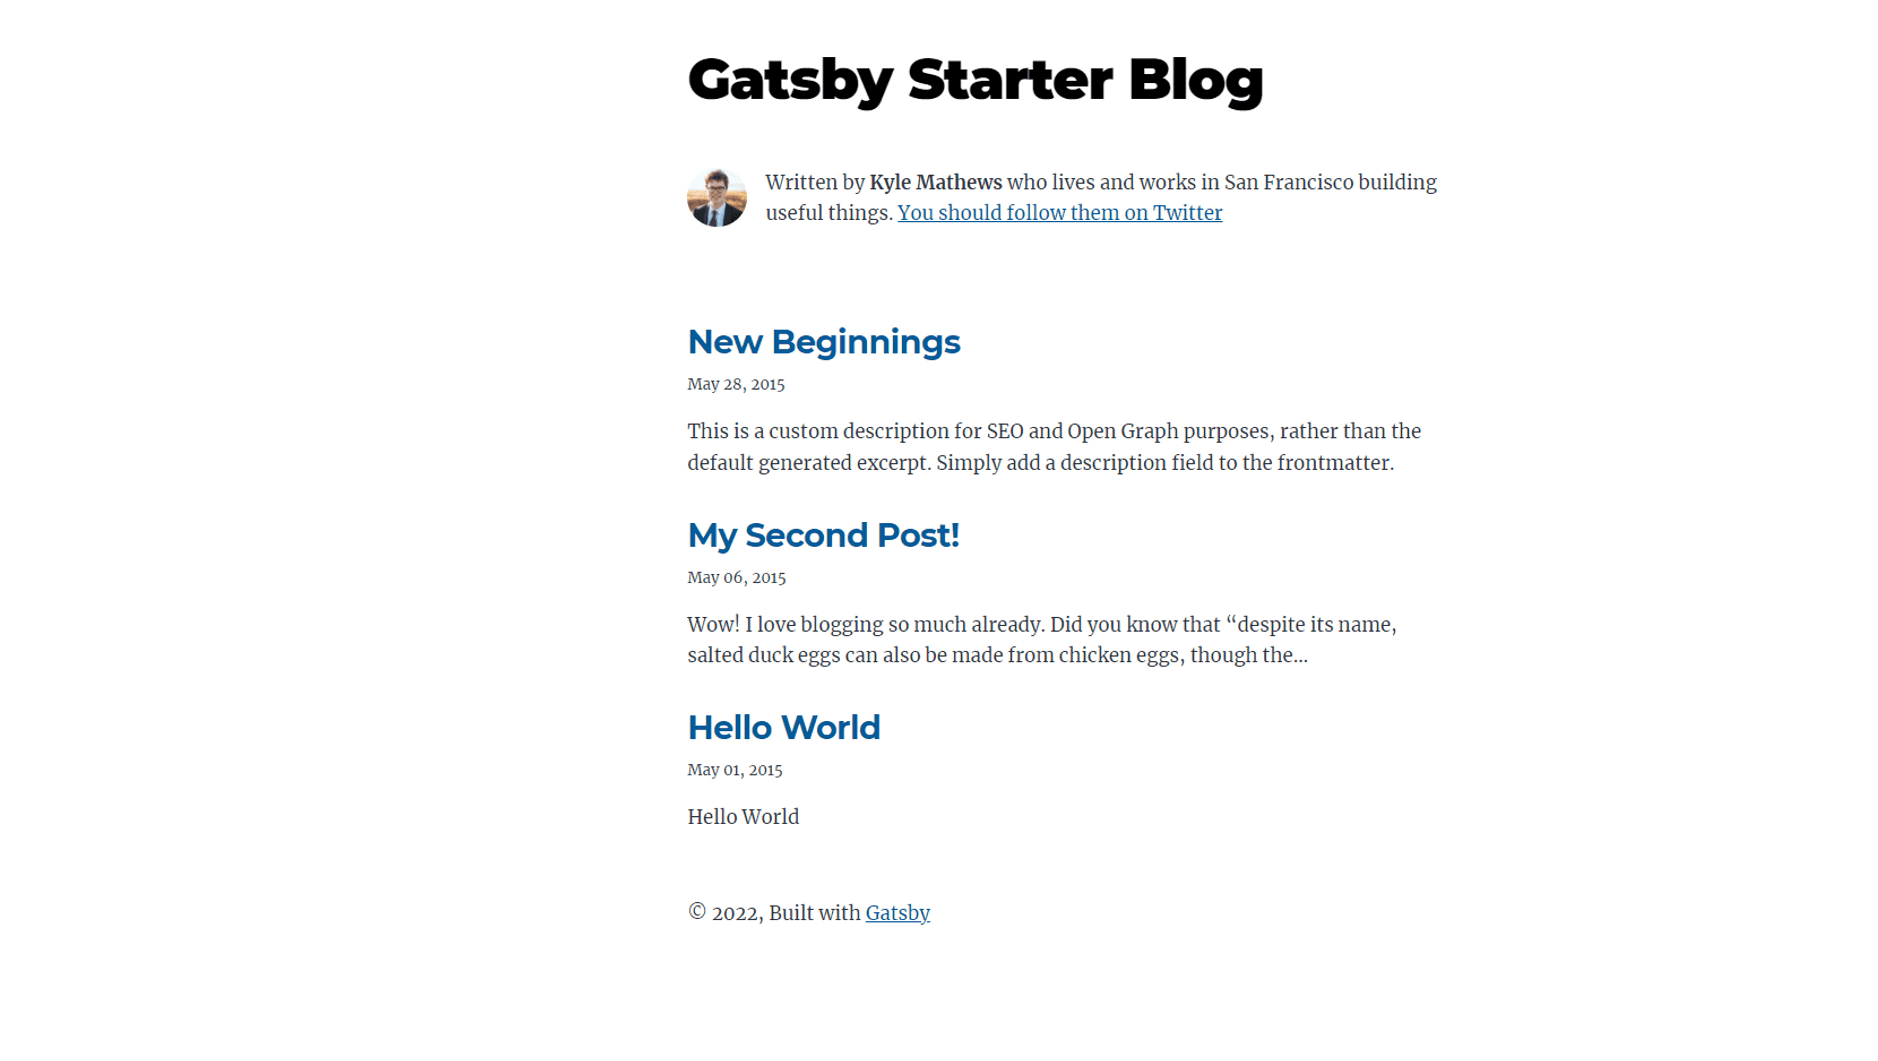 Gatsby Starter Blog
Written by Kyle Mathews who lives and works in San Francisco building
useful things. You should follow them on Twitter
New Beginnings
May 28, 2015
This is a custom description for SEO and Open Graph purposes, rather than the
default generated excerpt. Simply add a description field to the frontmatter.
My Second Post!
May 06, 2015
Wow! I love blogging so much already. Did you know that “despite its name,
salted duck eggs can also be made from chicken eggs, though the…
Hello World
May 01, 2015
Hello World
© 2022, Built with Gatsby